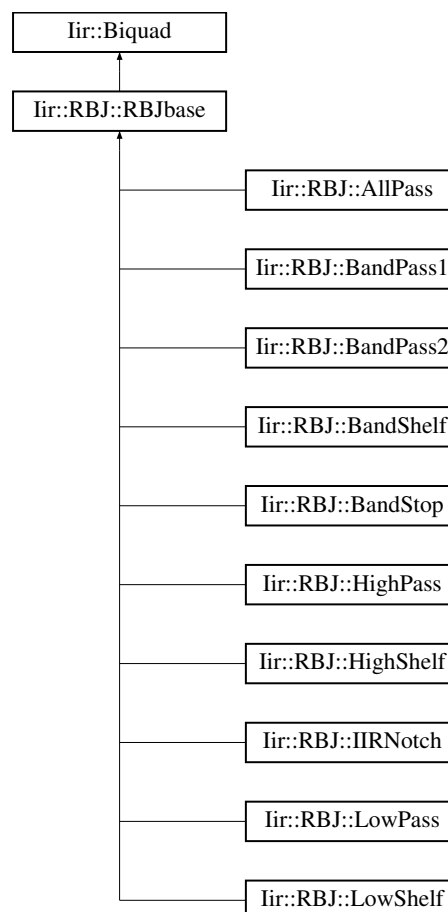 Iir::Biquad
Iir::RBJ::RBJbase
Iir::RBJ::AllPass
Iir::RBJ::BandPass1
Iir::RBJ::BandPass2
Iir::RBJ::BandShelf
Iir::RBJ::BandStop
Iir::RBJ::HighPass
Iir::RBJ::HighShelf
Iir::RBJ::IIRNotch
Iir::RBJ::LowPass
Iir::RBJ::LowShelf